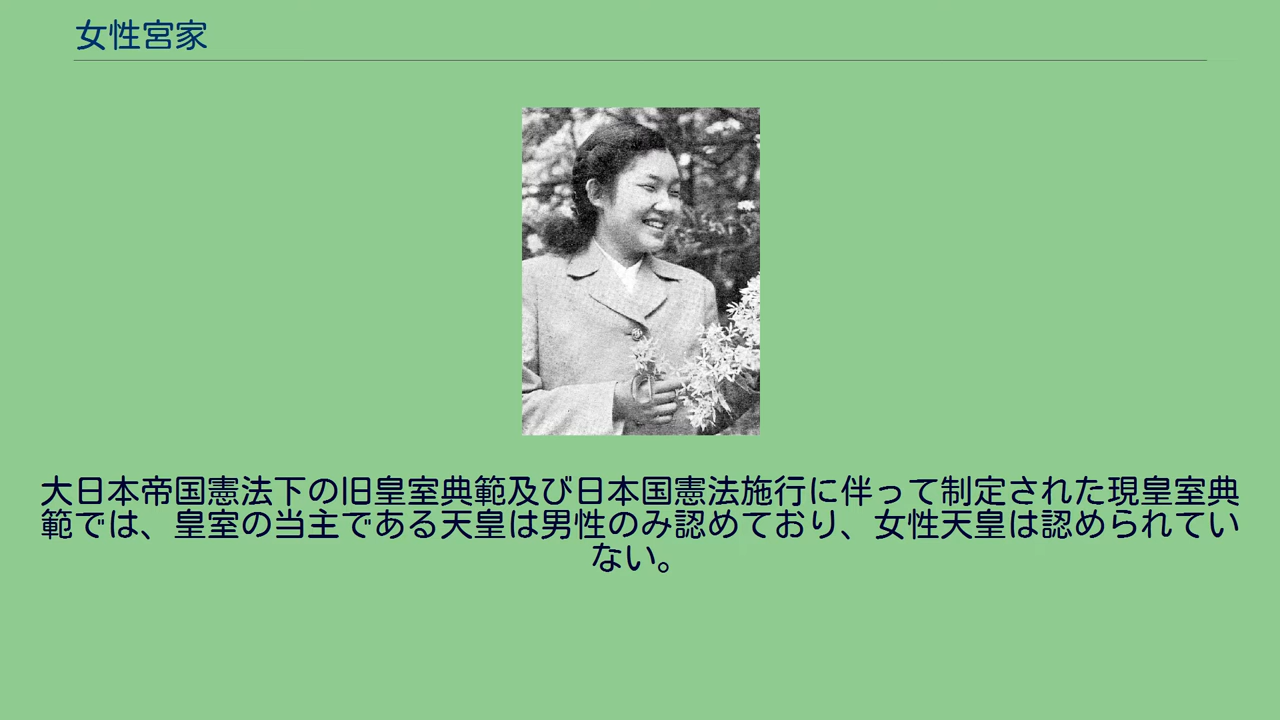 女性宮家
大日本帝国憲法下の旧皇室典範及び日本国憲法施行に伴って制定された現皇室典
範では、皇室の当主である天皇は男性のみ認めており、女性天皇は認められてい
ない。